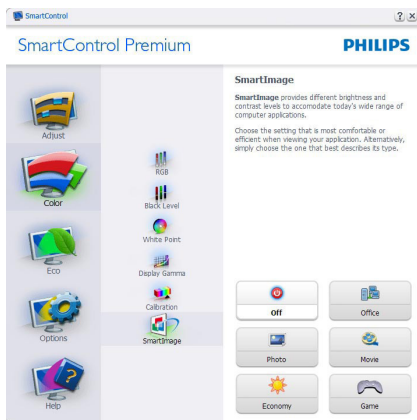 SmartControl
SmartControl Premium
PHILIPS
Adjust
Color
Eco
Options
Help
RGB
Black Level
White Point
Display Gamma
Calibration
SmartImage
SmartImage
SmartImage provides different brightness and
contrast levels to accomodate today's wide range of
computer applications.
Choose the setting that is most comfortable or
efficient when viewing your application. Alternatively,
simply choose the one that best describes its type.
Off
Office
Photo
Movie
Economy
Game